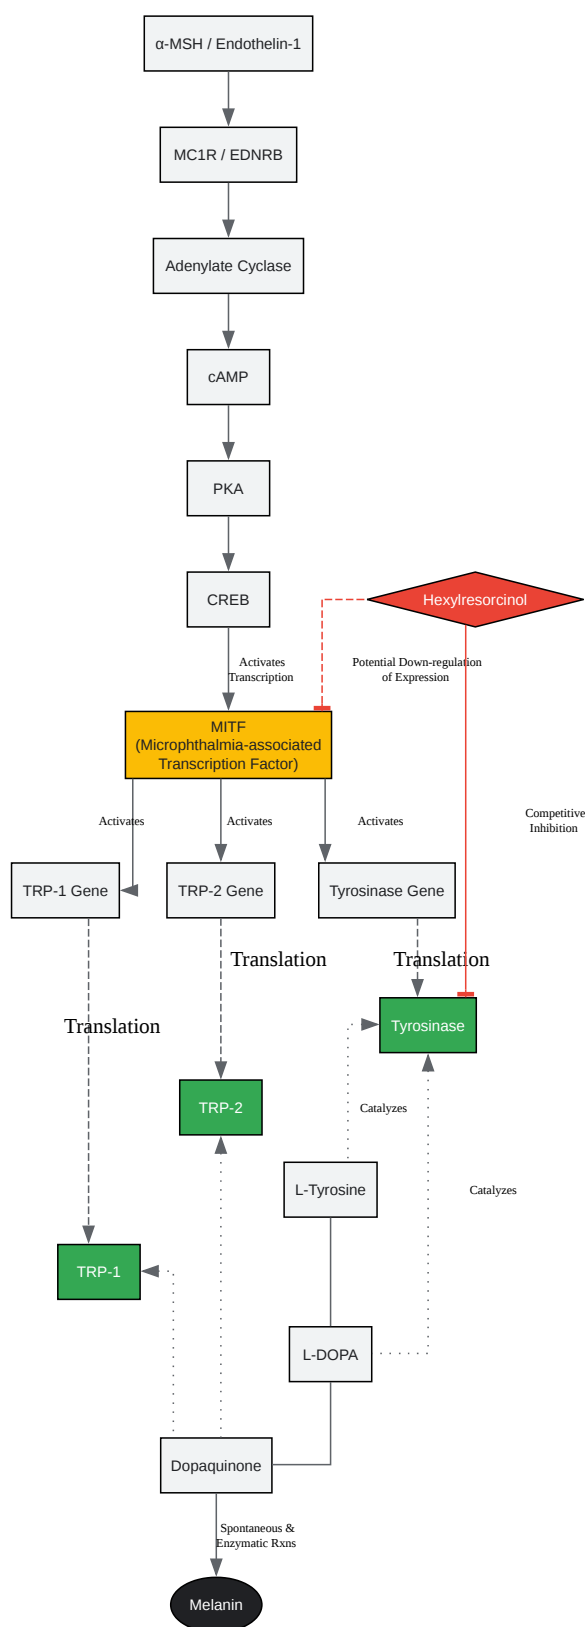 α-MSH / Endothelin-1
MC1R / EDNRB
Adenylate Cyclase
cAMP
PKA
CREB
Hexylresorcinol
Activates
Transcription
Potential Down-regulation
of Expression
MITF
(Microphthalmia-associated
Transcription Factor)
Activates
Activates
Activates
Competitive
Inhibition
TRP-1 Gene
TRP-2 Gene
Tyrosinase Gene
Translation
Translation
Translation
Tyrosinase
TRP-2
Catalyzes
L-Tyrosine
Catalyzes
TRP-1
L-DOPA
Dopaquinone
Spontaneous &
Enzymatic Rxns
Melanin